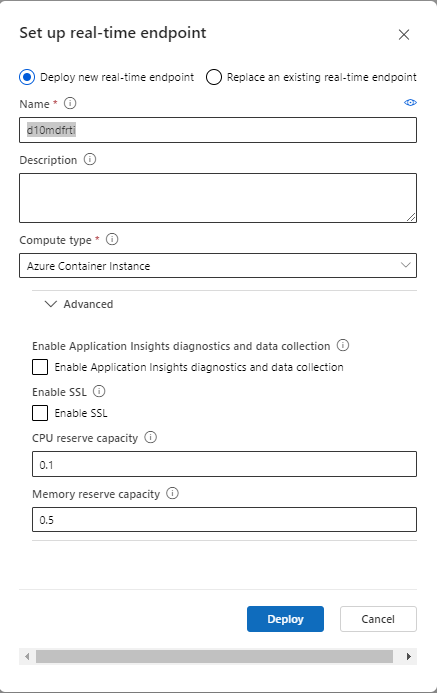 Set up real-time endpoint
Deploy new real-time endpoint Replace an existing real-time endpoint
Name *
d10mdfrti
Description
Compute type *
Azure Container Instance
Advanced
Enable Application Insights diagnostics and data collection
Enable Application Insights diagnostics and data collection
Enable SSL
Enable SSL
CPU reserve capacity
0.1
Memory reserve capacity
0.5
Deploy Cancel